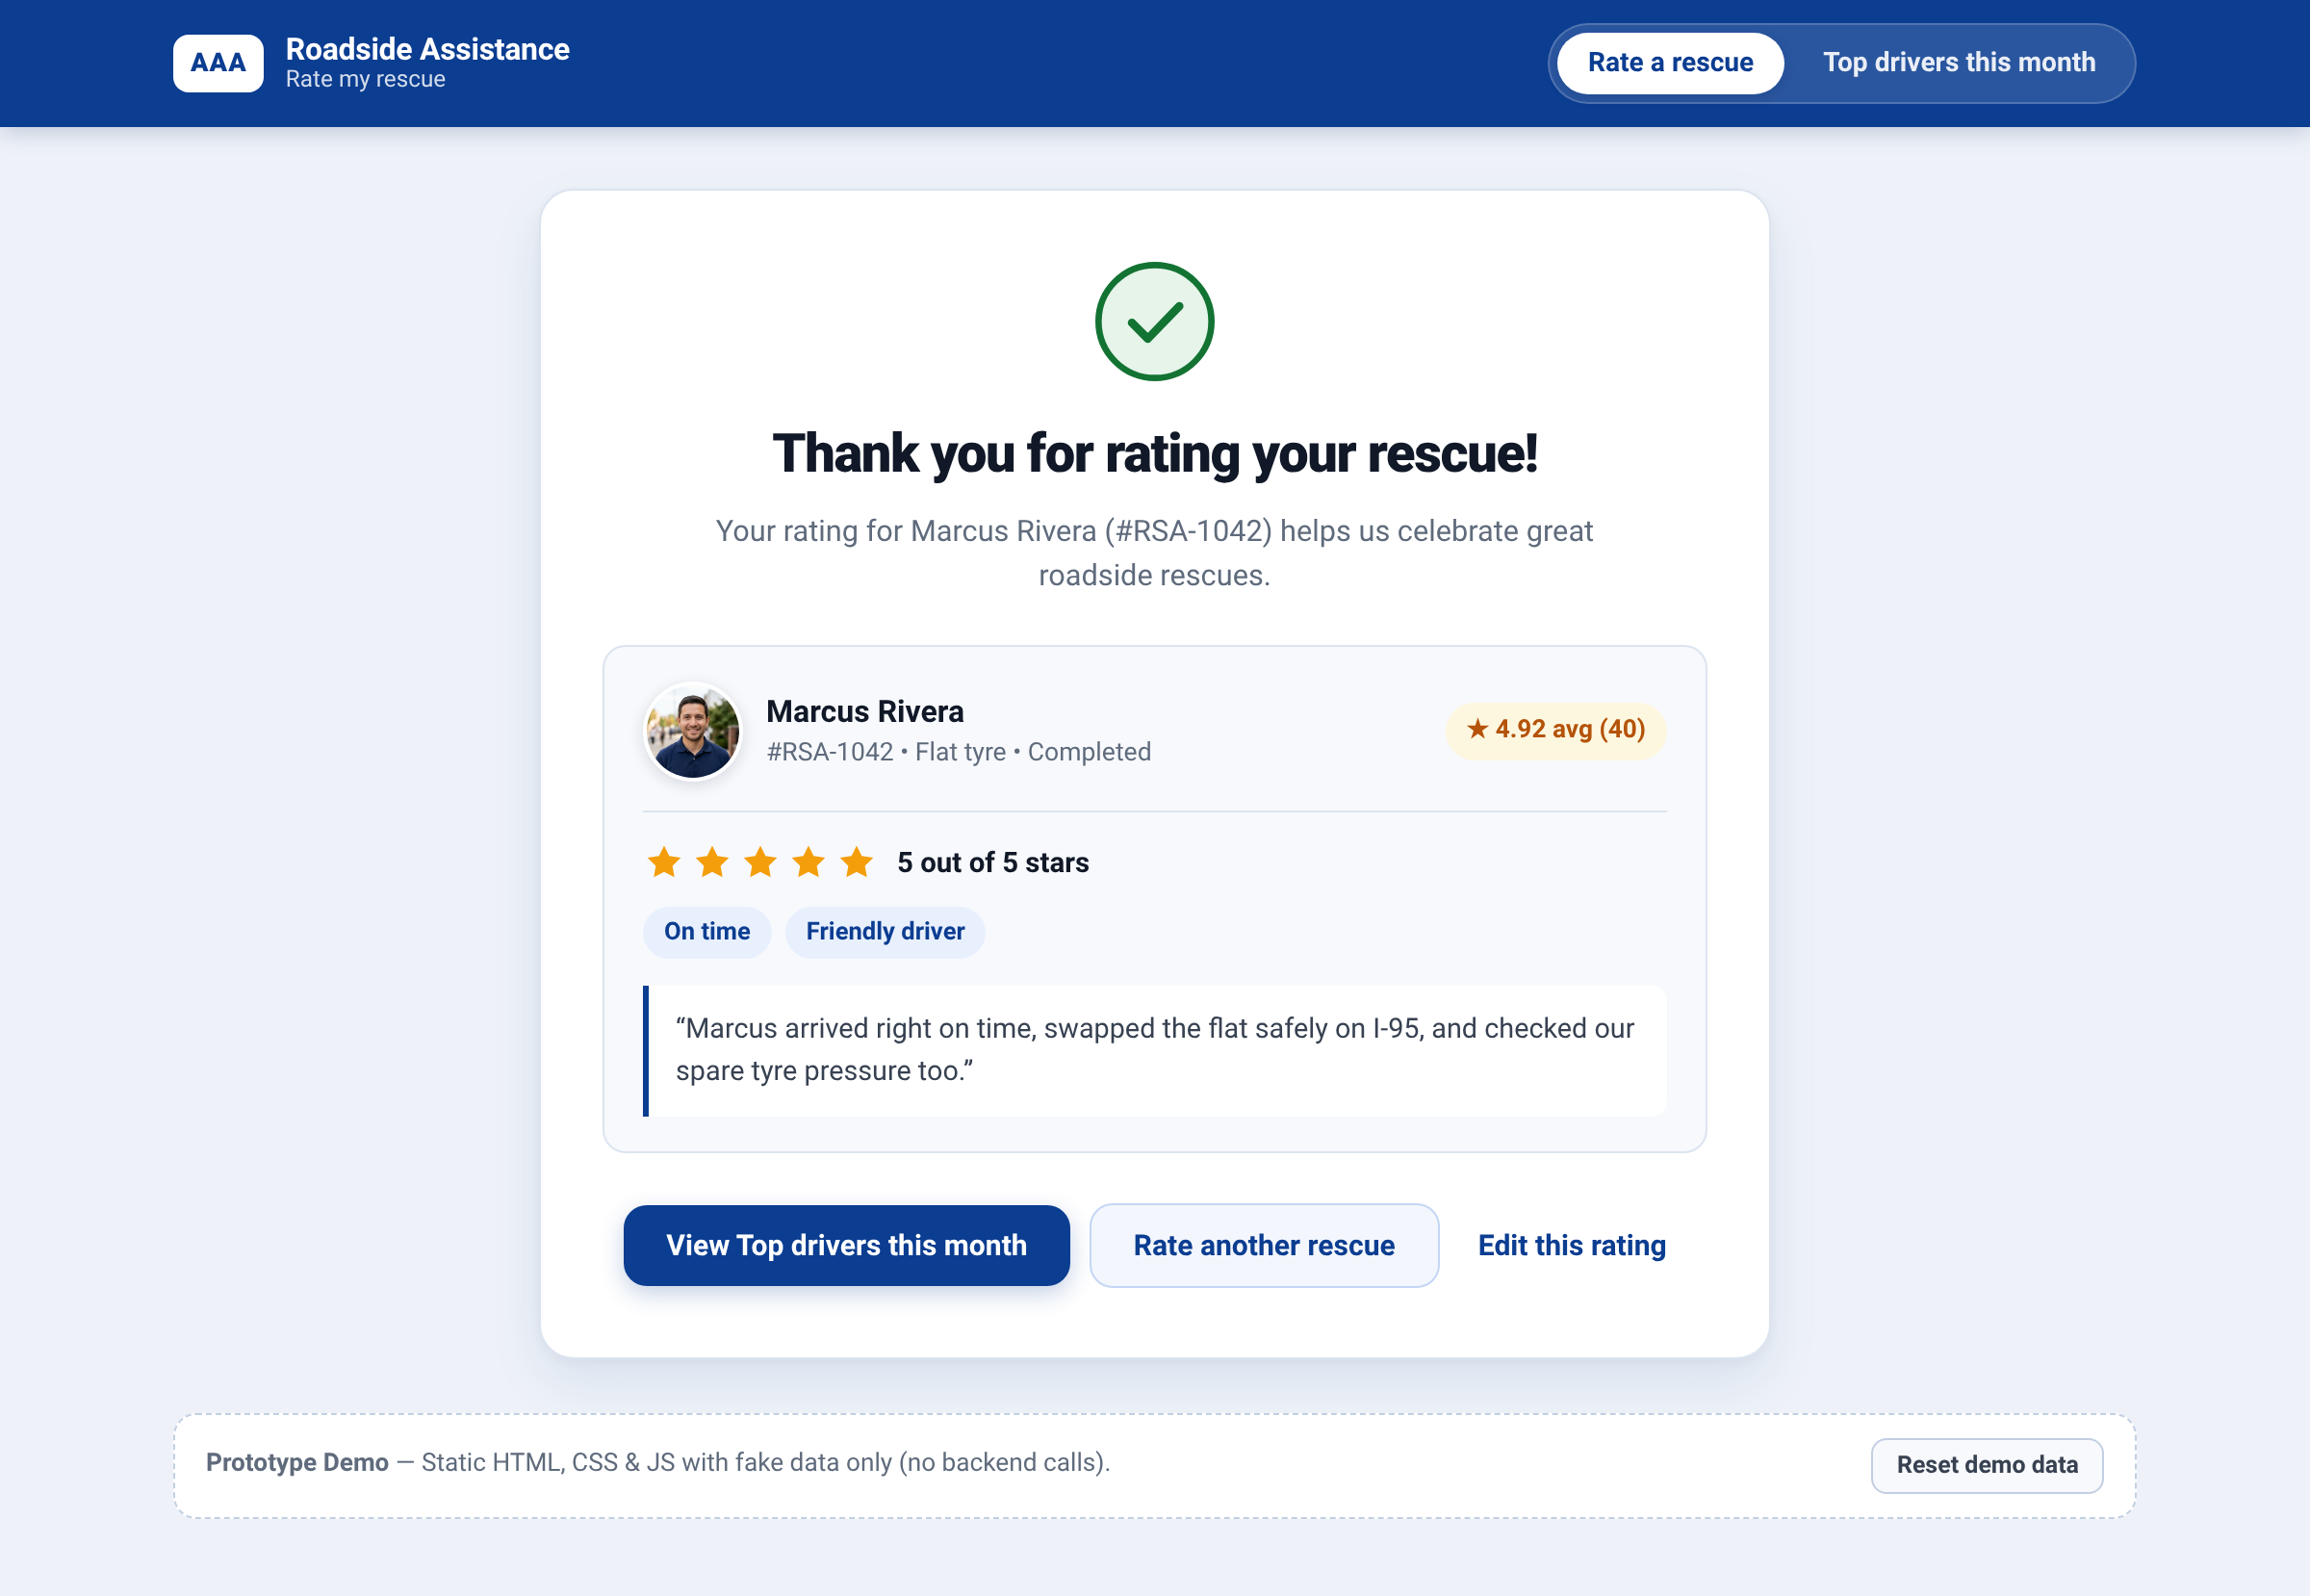 AAA
Roadside Assistance
Rate my rescue
Rate a rescue
Top drivers this month
Thank you for rating your rescue!
Your rating for Marcus Rivera (#RSA-1042) helps us celebrate great
roadside rescues.
Marcus Rivera
#RSA-1042 • Flat tyre • Completed
★ 4.92 avg (40)
5 out of 5 stars
On time
Friendly driver
“Marcus arrived right on time, swapped the flat safely on I-95, and checked our
spare tyre pressure too.”
View Top drivers this month
Rate another rescue
Edit this rating
Prototype Demo — Static HTML, CSS & JS with fake data only (no backend calls).
Reset demo data